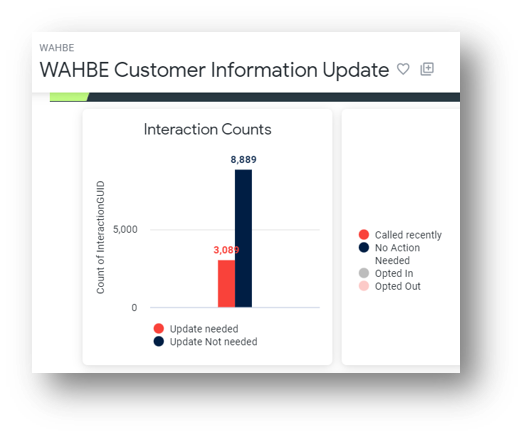 WAHBE
WAHBE Customer Information Update
Interaction Counts
8,889
3,089
5,000
0
Count of InteractionGUID
Update needed
Update Not needed
Called recently
No Action
Needed
Opted In
Opted Out